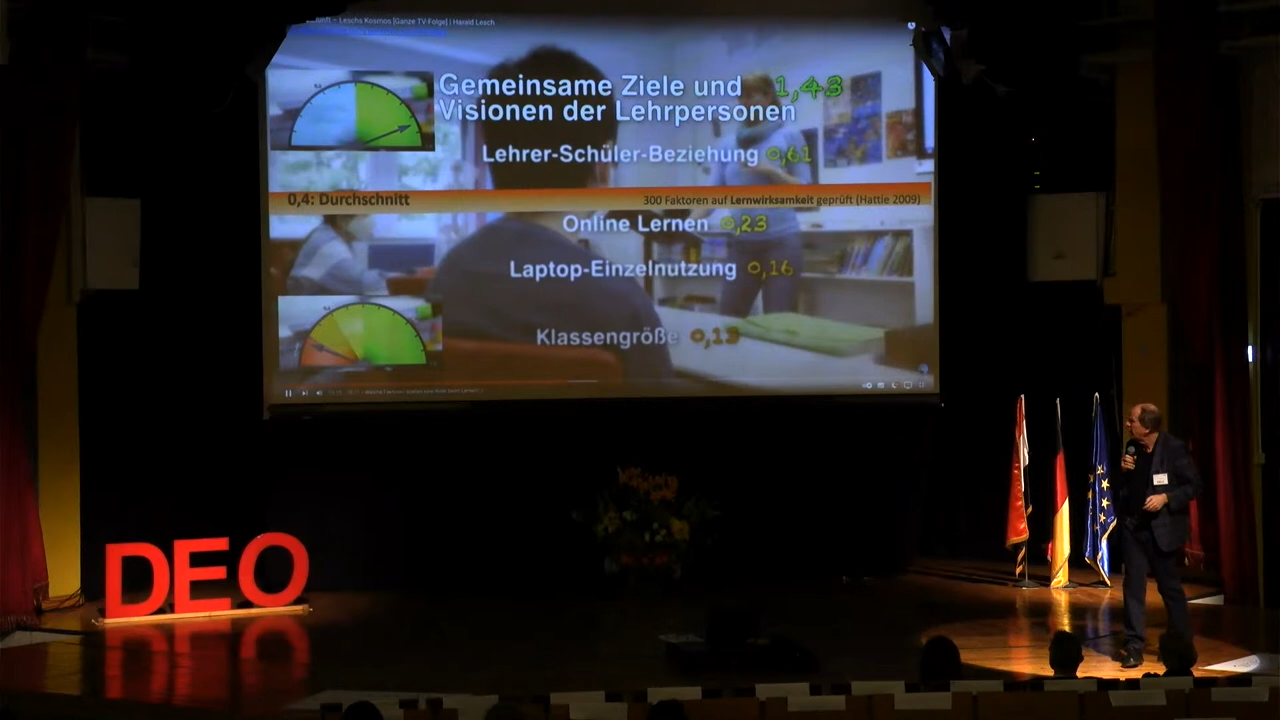 unft – Leschs Kosmos [Ganze TV-Folge] | Harald Lesch
Gemeinsame Ziele und 1,43
Visionen der Lehrpersonen
Lehrer-Schüler-Beziehung 0,61
0,4: Durchschnitt
300 Faktoren auf Lernwirksamkeit geprüft (Hattie 2009)
Online Lernen 0,23
Laptop-Einzelnutzung 0,16
Klassengröße 0,13
DEO